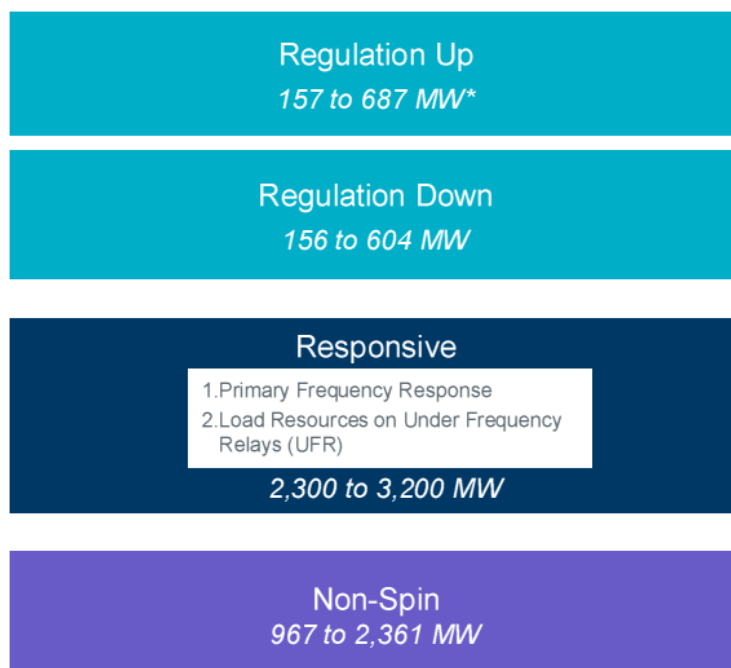 Regulation Up
157 to 687 MW*
Regulation Down
156 to 604 MW
Responsive
1.Primary Frequency Response
2.Load Resources on Under Frequency
Relays (UFR)
2,300 to 3,200 MW
Non-Spin
967 to 2,361 MW